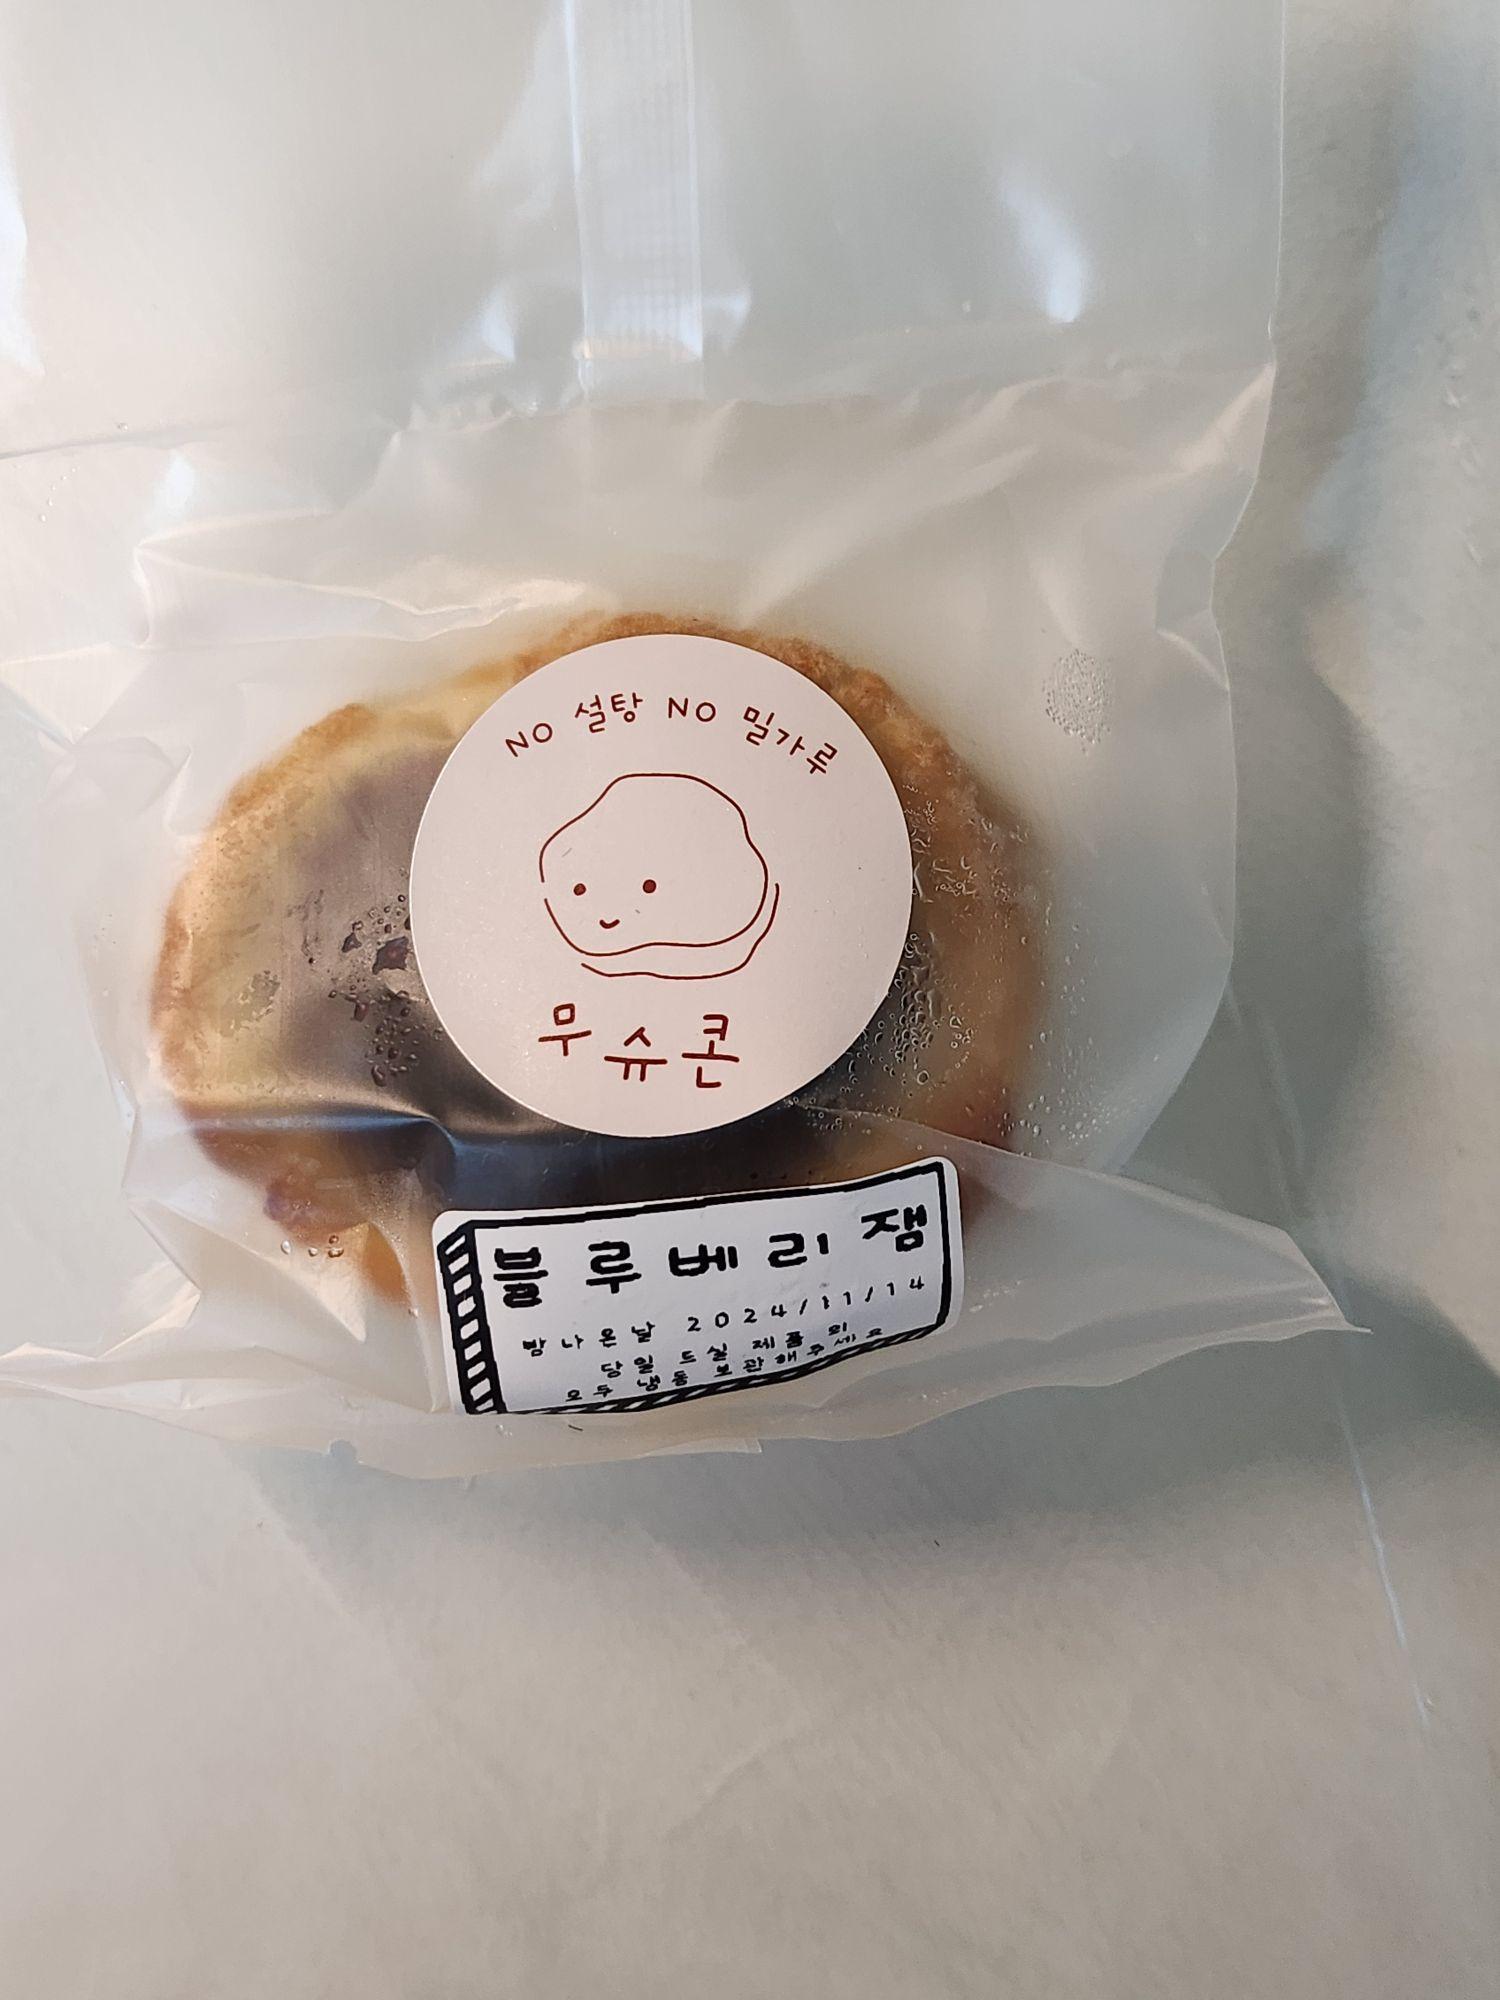 NO 설탕 NO 밀가루
무슈콘
블루베리잼
빵나온날 2024/11/14
당일 드실 제품 외
모두 냉동 보관해주세요